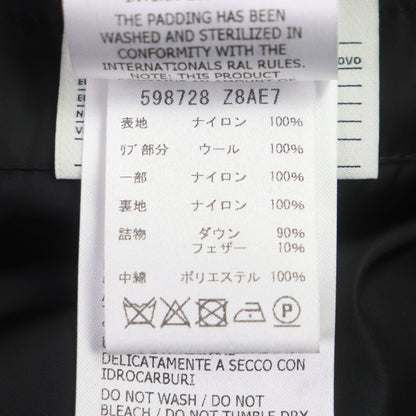 THE PADDING HAS BEEN
WASHED AND STERILIZED IN
CONFORMITY WITH THE
INTERNATIONALS RAL RULES.
NOTE: THIS PRODUCT
598728 Z8AE7
表地 ナイロン 100%
ﾘﾌﾞ部分 ウール 100%
一部 ナイロン 100%
裏地 ナイロン 100%
詰物 ダウン 90%
フェザー 10%
中綿 ポリエステル 100%
DELICATAMENTE A SECCO CON
IDROCARBURI
DO NOT WASH / DO NOT
BLEACH / DO NOT TUMBLE DRY